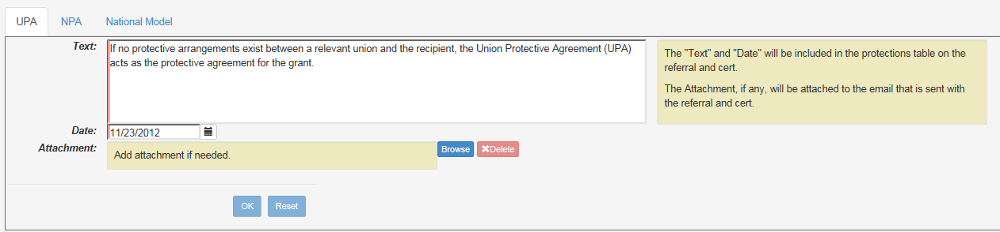 UPA NPA National Model
Text: If no protective arrangements exist between a relevant union and the recipient, the Union Protective Agreement (UPA)
acts as the protective agreement for the grant.
The "Text" and "Date" will be included in the protections table on the
referral and cert.
The Attachment, if any, will be attached to the email that is sent with
the referral and cert.
Date: 11/23/2012
Attachment: Add attachment if needed. Browse Delete
OK Reset